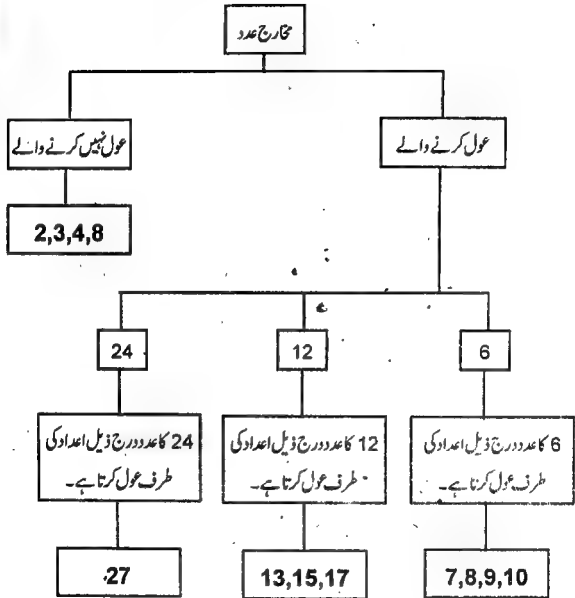 مخارج عدد
عول کرنے والے
عول نہیں کرنے والے
2,3,4,8
6
12
24
6 کا عدد درج ذیل اعداد کی
طرف عول کرتا ہے۔
12 کا عدد درج ذیل اعداد کی
طرف عول کرتا ہے۔
24 کا عدد درج ذیل اعداد کی
طرف عول کرتا ہے۔
7,8,9,10
13,15,17
27